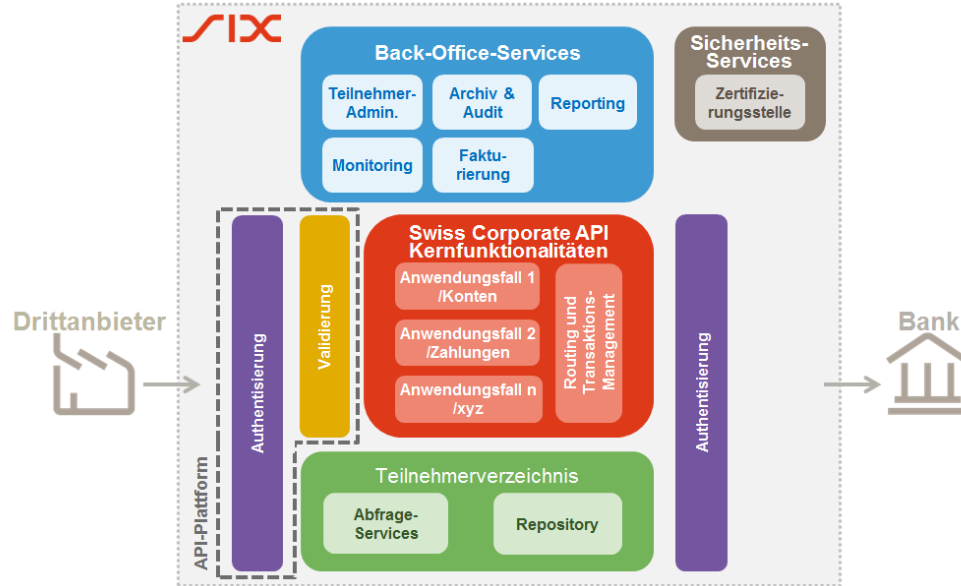 SIX
Back-Office-Services
Teilnehmer-
Admin.
Archiv &
Audit
Reporting
Monitoring
Faktu-
rierung
Sicherheits-
Services
Zertifizie-
rungsstelle
Drittanbieter
API-Plattform
Authentisierung
Validierung
Swiss Corporate API
Kernfunktionalitäten
Anwendungsfall 1
/Konten
Anwendungsfall 2
/Zahlungen
Anwendungsfall n
/xyz
Routing und
Transaktions-
Management
Authentisierung
Bank
Teilnehmerverzeichnis
Abfrage-
Services
Repository